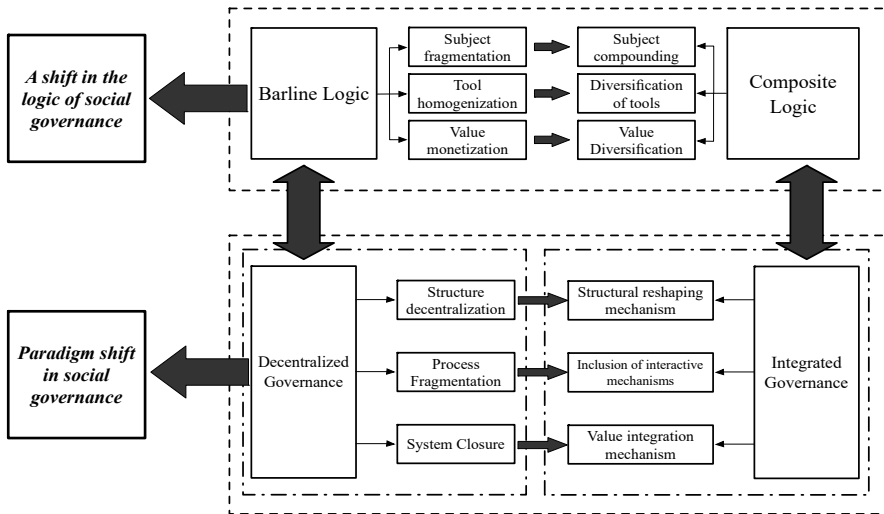 A shift in the
logic of social
governance
Barline Logic
Subject
fragmentation
Tool
homogenization
Value
monetization
Subject
compounding
Diversification
of tools
Value
Diversification
Composite
Logic
Paradigm shift
in social
governance
Decentralized
Governance
Structure
decentralization
Process
Fragmentation
System Closure
Structural reshaping
mechanism
Inclusion of interactive
mechanisms
Value integration
mechanism
Integrated
Governance